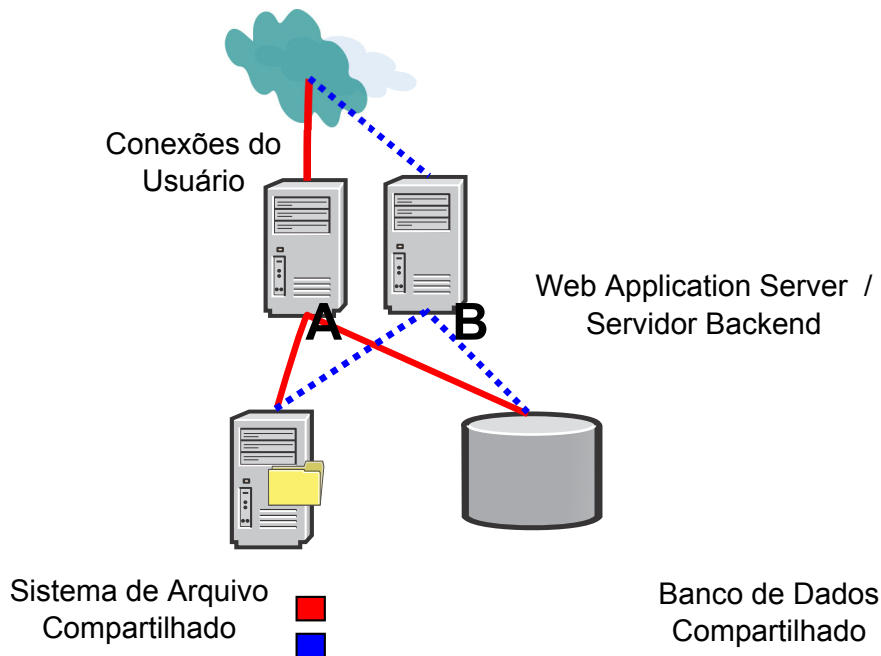 Conexões do
Usuário
A
B
Web Application Server /
Servidor Backend
Sistema de Arquivo
Compartilhado
Banco de Dados
Compartilhado